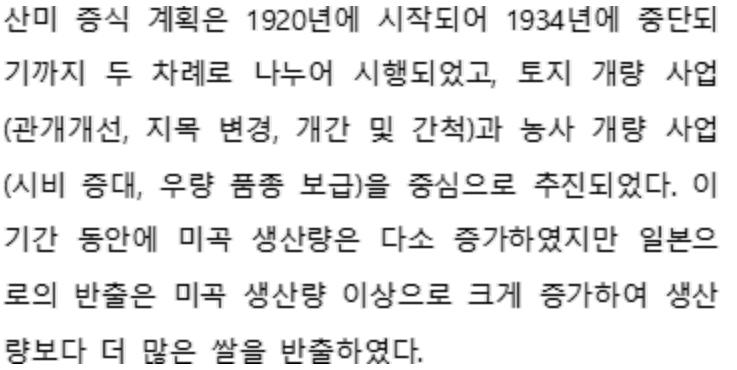 산미 증식 계획은 1920년에 시작되어 1934년에 중단되
기까지 두 차례로 나누어 시행되었고, 토지 개량 사업
(관개개선, 지목 변경, 개간 및 간척)과 농사 개량 사업
(시비 증대, 우량 품종 보급)을 중심으로 추진되었다. 이
기간 동안에 미곡 생산량은 다소 증가하였지만 일본으
로의 반출은 미곡 생산량 이상으로 크게 증가하여 생산
량보다 더 많은 쌀을 반출하였다.